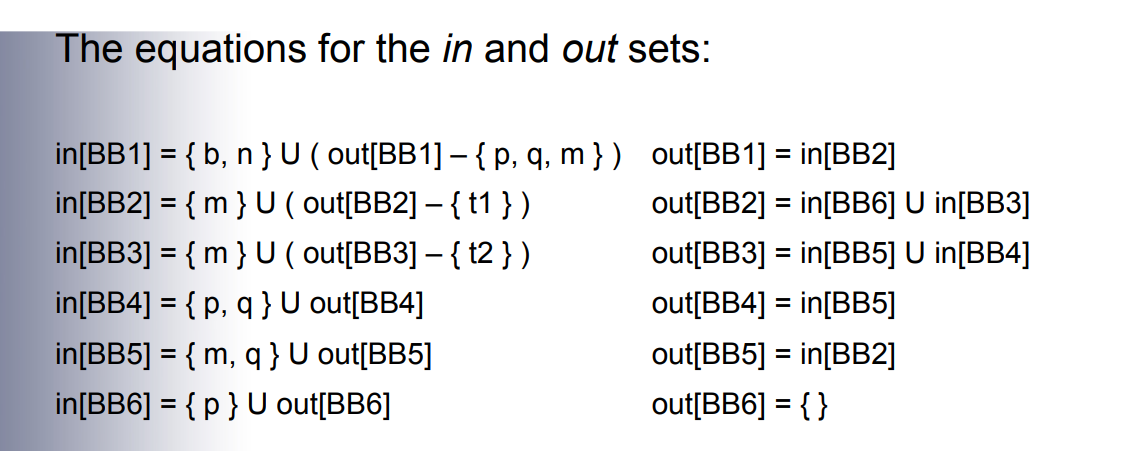 The equations for the in and out sets:
in[BB1] = { b, n } U ( out[BB1] – { p, q, m } ) out[BB1] = in[BB2]
in[BB2] = { m } U ( out[BB2] – { t1 } ) out[BB2] = in[BB6] U in[BB3]
in[BB3] = { m } U ( out[BB3] – { t2 } ) out[BB3] = in[BB5] U in[BB4]
in[BB4] = { p, q } U out[BB4] out[BB4] = in[BB5]
in[BB5] = { m, q } U out[BB5] out[BB5] = in[BB2]
in[BB6] = { p } U out[BB6] out[BB6] = { }